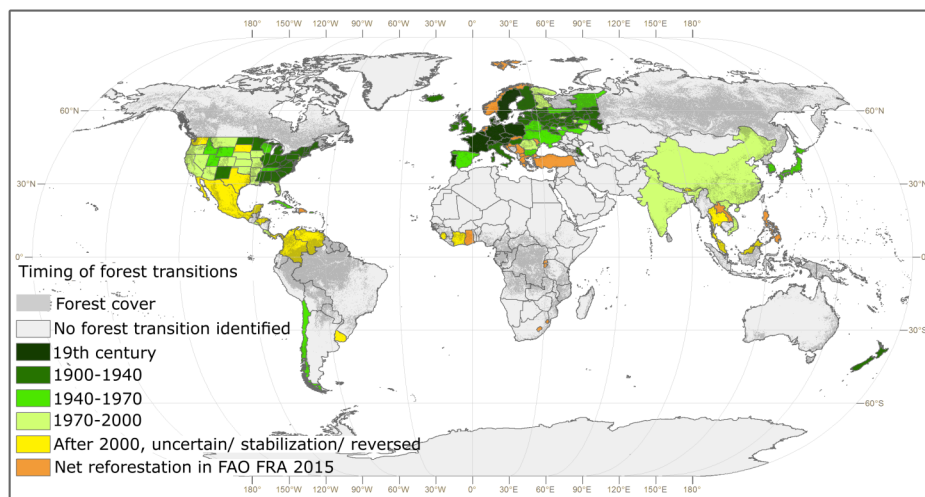 180° 150°W 120°W 90°W 60°W 30°W 0° 30°E 60°E 90°E 120°E 150°E 180°
60°N 60°N
30°N 30°N
0° 0°
Timing of forest transitions
Forest cover
No forest transition identified
30°S 30°S
19th century
1900-1940
1940-1970
60°S
1970-2000
After 2000, uncertain/ stabilization/ reversed
Net reforestation in FAO FRA 2015
180° 150°W 120°W 90°W 60°W 30°W 0° 30°E 60°E 90°E 120°E 150°E 180°